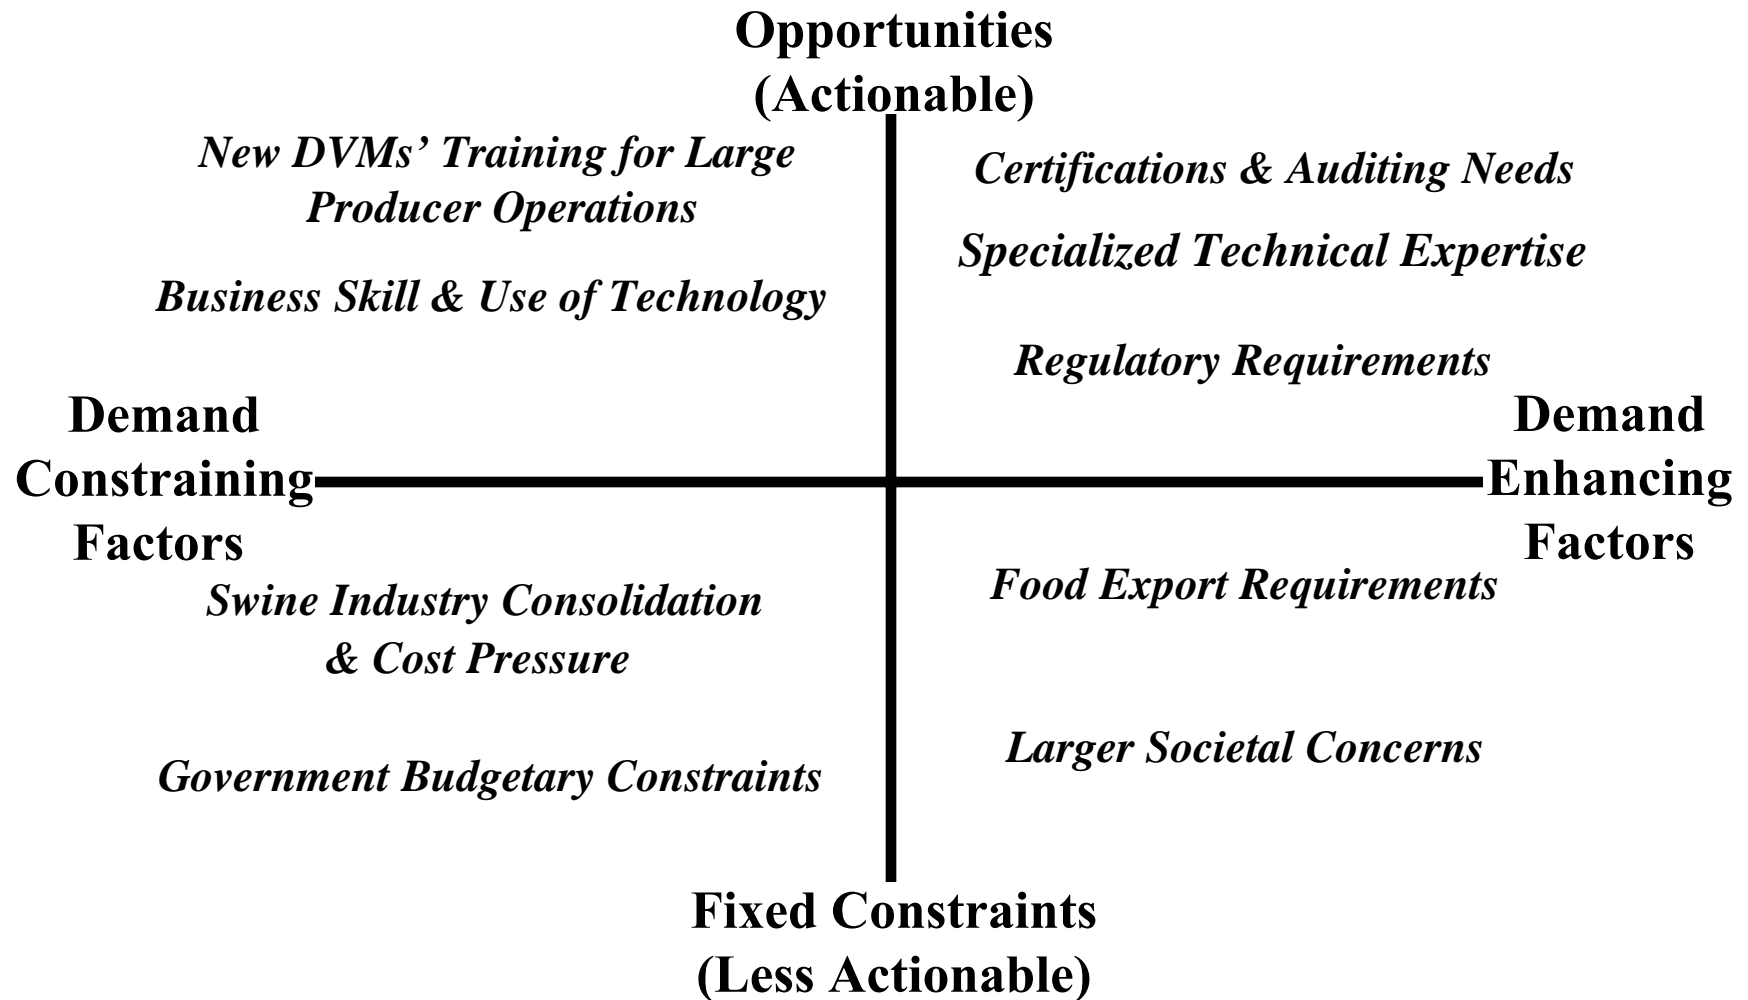 Opportunities
(Actionable)
New DVMs’ Training for Large
Producer Operations
Business Skill & Use of Technology
Certifications & Auditing Needs
Specialized Technical Expertise
Regulatory Requirements
Demand
Constraining
Factors
Demand
Enhancing
Factors
Swine Industry Consolidation
& Cost Pressure
Government Budgetary Constraints
Food Export Requirements
Larger Societal Concerns
Fixed Constraints
(Less Actionable)